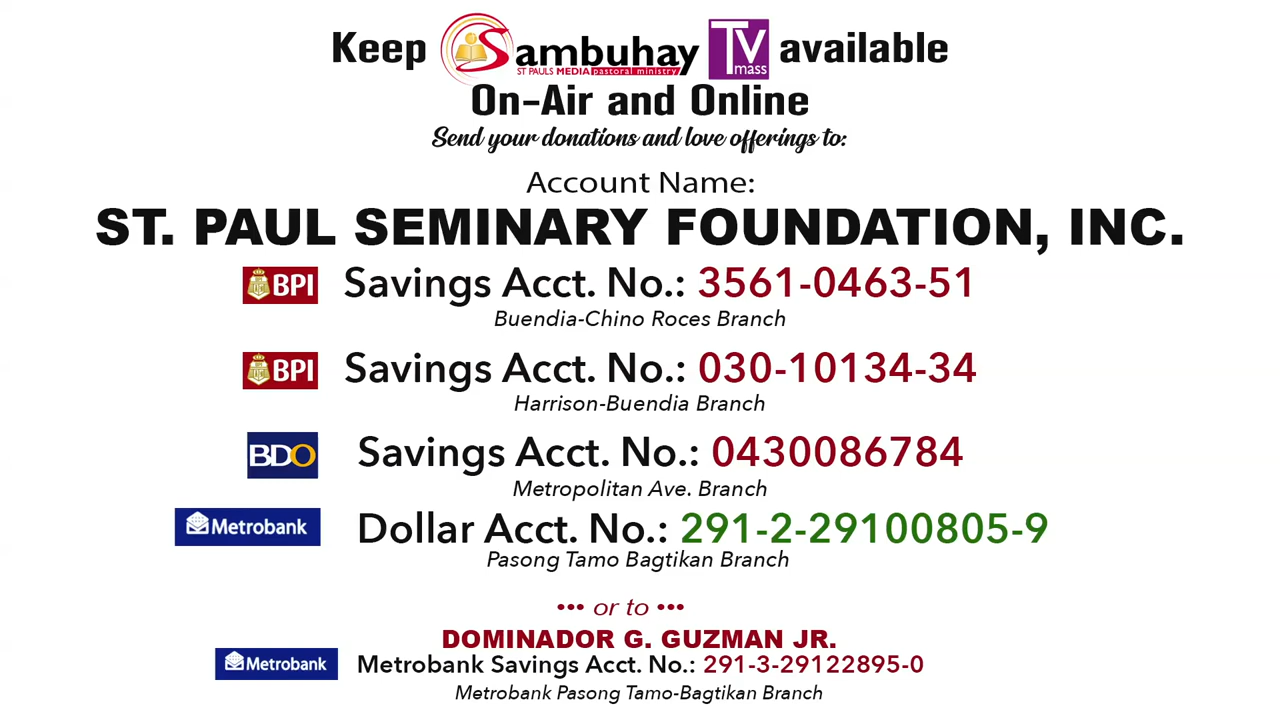 Keep Sambuhay TV mass available
ST PAULS MEDIA pastoral ministry
On-Air and Online
Send your donations and love offerings to:
Account Name:
ST. PAUL SEMINARY FOUNDATION, INC.
BPI Savings Acct. No.: 3561-0463-51
Buendia-Chino Roces Branch
BPI Savings Acct. No.: 030-10134-34
Harrison-Buendia Branch
BDO Savings Acct. No.: 0430086784
Metropolitan Ave. Branch
Metrobank Dollar Acct. No.: 291-2-29100805-9
Pasong Tamo Bagtikan Branch
••• or to •••
DOMINADOR G. GUZMAN JR.
Metrobank Metrobank Savings Acct. No.: 291-3-29122895-0
Metrobank Pasong Tamo-Bagtikan Branch